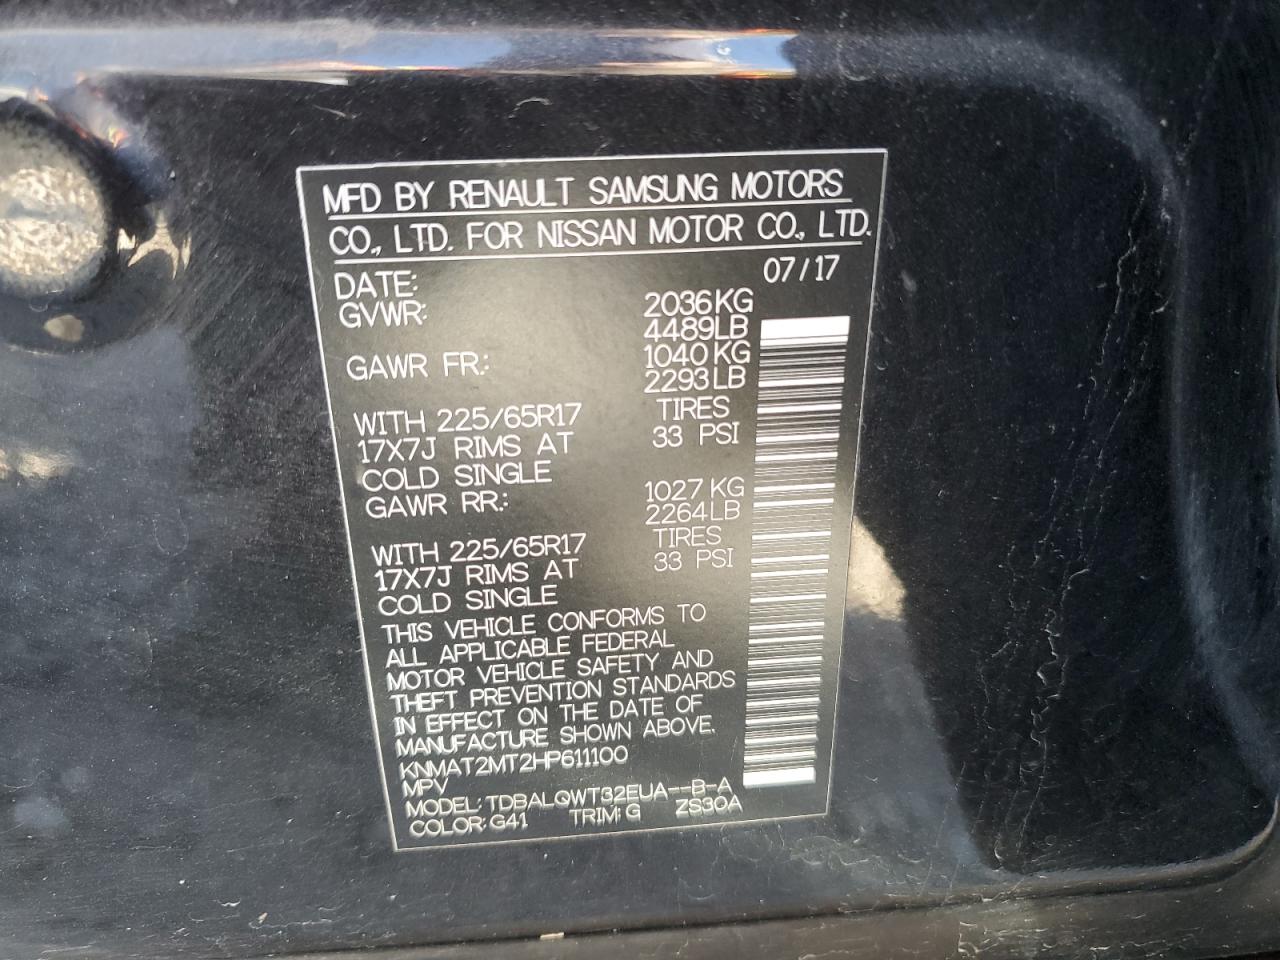 MFD BY RENAULT SAMSUNG MOTORS
CO., LTD. FOR NISSAN MOTOR CO., LTD.
DATE: 07/17
GVWR: 2036KG
4489LB
GAWR FR: 1040KG
2293LB
WITH 225/65R17 TIRES
17X7J RIMS AT 33 PSI
COLD SINGLE
GAWR RR: 1027KG
2264LB
WITH 225/65R17 TIRES
17X7J RIMS AT 33 PSI
COLD SINGLE
THIS VEHICLE CONFORMS TO
ALL APPLICABLE FEDERAL
MOTOR VEHICLE SAFETY AND
THEFT PREVENTION STANDARDS
IN EFFECT ON THE DATE OF
MANUFACTURE SHOWN ABOVE.
KNMAT2MT2HP611100
MPV
MODEL: TDBALQWT32EUA--B-A
COLOR: G41 TRIM: G ZS30A